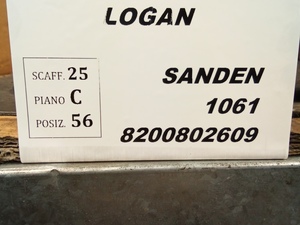 LOGAN
SCAFF. 25
PIANO C
POSIZ. 56
SANDEN
1061
8200802609